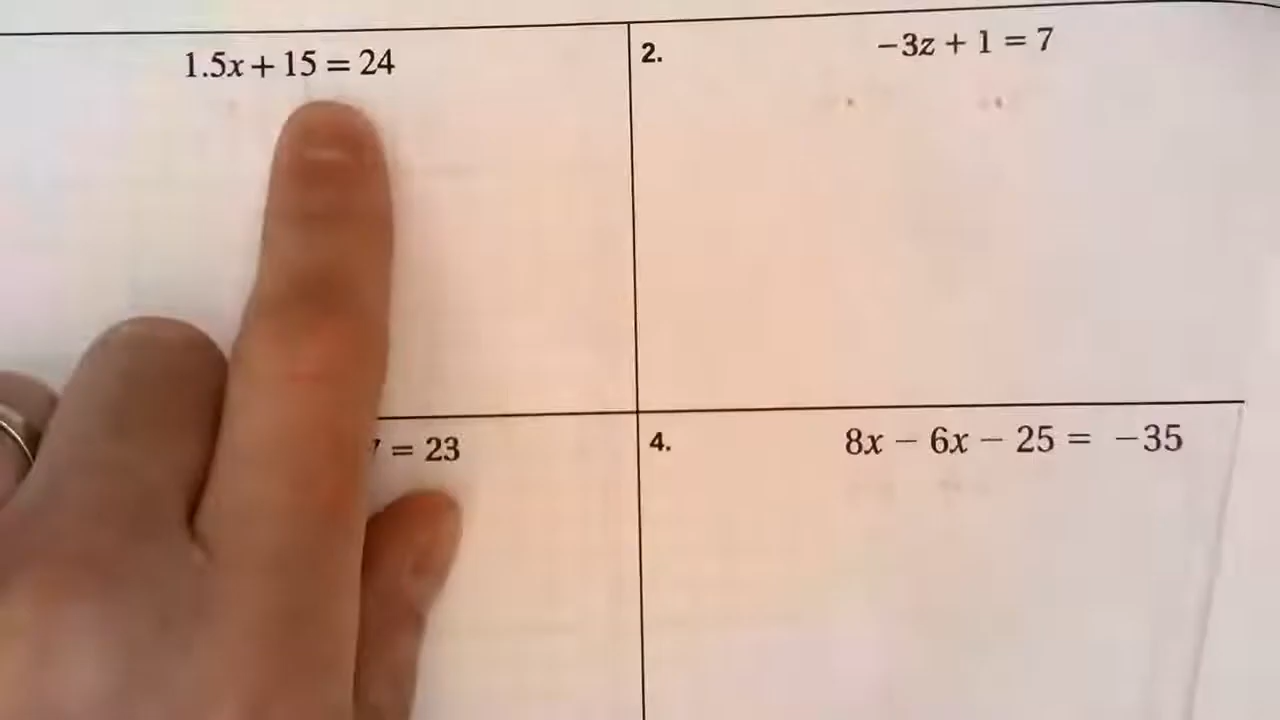 1.5x + 15 = 24
2. −3z + 1 = 7
= 23
4. 8x − 6x − 25 = −35